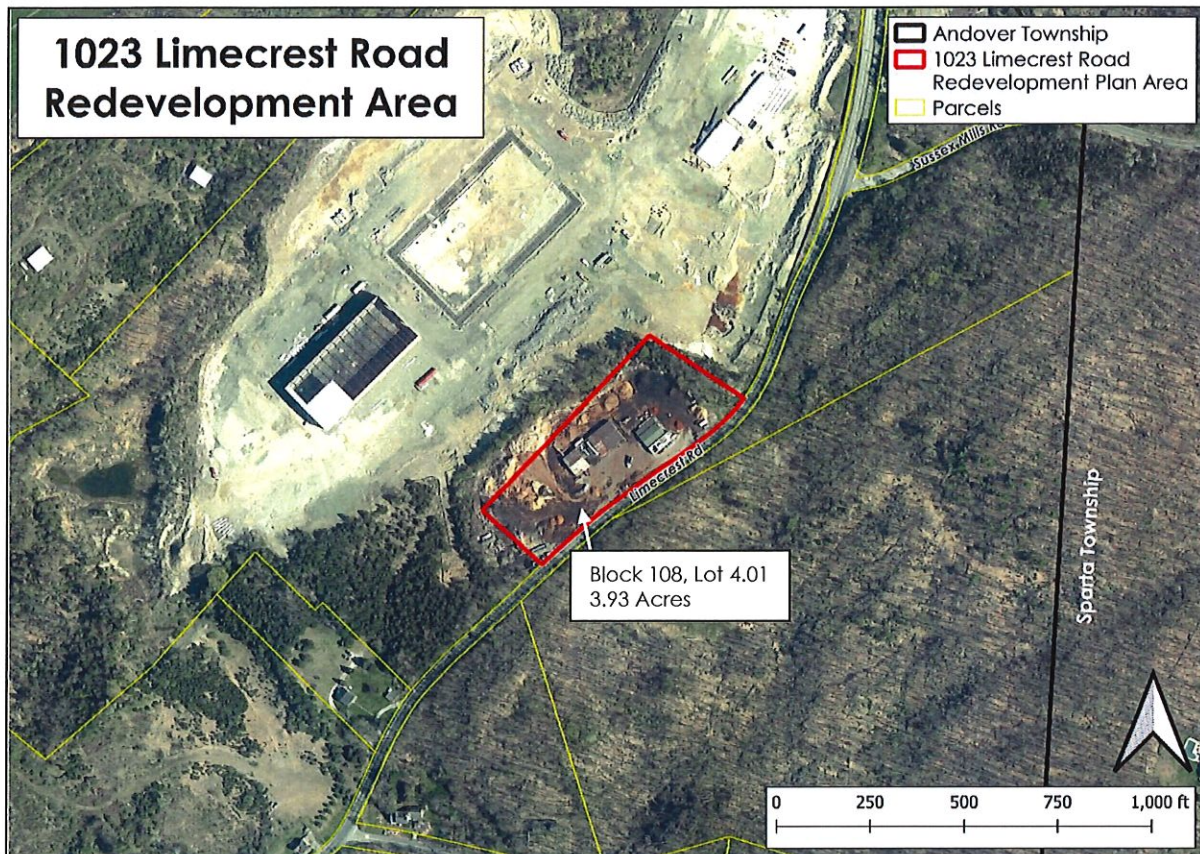 1023 Limecrest Road
Redevelopment Area
Andover Township
1023 Limecrest Road
Redevelopment Plan Area
Parcels
Sussex Mills
Limecrest Rd
Sparta Township
Block 108, Lot 4.01
3.93 Acres
0 250 500 750 1,000 ft